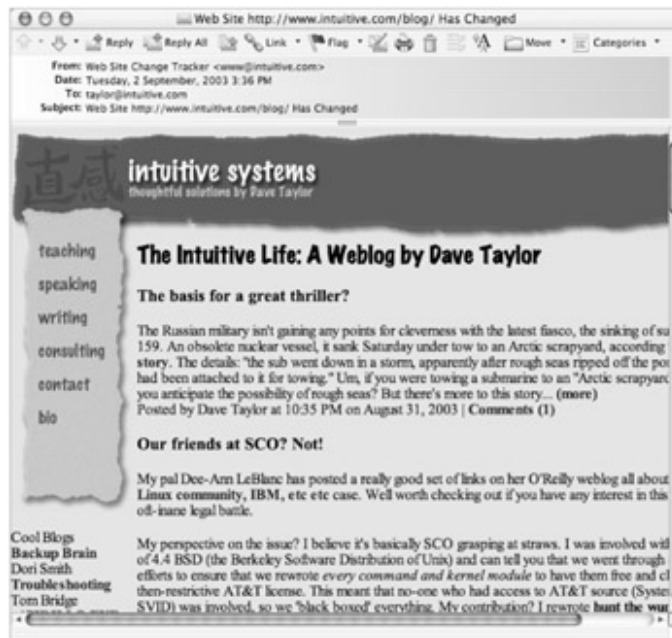 Web Site http://www.intuitive.com/blog/ Has Changed
Reply Reply All Link Flag Move Categories
From: Web Site Change Tracker <www@intuitive.com>
Date: Tuesday, 2 September, 2003 3:36 PM
To: taylor@intuitive.com
Subject: Web Site http://www.intuitive.com/blog/ Has Changed
直感
intuitive systems
thoughtful solutions by Dave Taylor
teaching
speaking
writing
consulting
contact
bio
The Intuitive Life: A Weblog by Dave Taylor
The basis for a great thriller?
The Russian military isn't gaining any points for cleverness with the latest fiasco, the sinking of su
159. An obsolete nuclear vessel, it sank Saturday under tow to an Arctic scrapyard, according
story. The details: "the sub went down in a storm, apparently after rough seas ripped off the po
had been attached to it for towing." Um, if you were towing a submarine to an "Arctic scrapyard
you anticipate the possibility of rough seas? But there's more to this story... (more)
Posted by Dave Taylor at 10:35 PM on August 31, 2003 | Comments (1)
Our friends at SCO? Not!
My pal Dee-Ann LeBlanc has posted a really good set of links on her O'Reilly weblog all about
Linux community, IBM, etc etc case. Well worth checking out if you have any interest in this
oft-inane legal battle.
My perspective on the issue? I believe it's basically SCO grasping at straws. I was involved with
of 4.4 BSD (the Berkeley Software Distribution of Unix) and can tell you that we went through
efforts to ensure that we rewrote every command and kernel module to have them free and cl
then-restrictive AT&T license. This meant that no-one who had access to AT&T source (Syste
SVID) was involved, so we 'black boxed' everything. My contribution? I rewrote hunt the wu
Cool Blogs
Backup Brain
Dori Smith
Troubleshooting
Tom Bridge